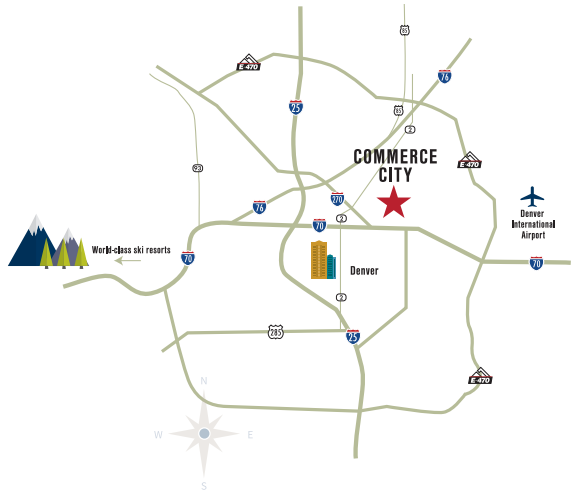 85
E-470
76
25
85
2
COMMERCE
CITY
E-470
93
270
76
2
70
Denver
International
Airport
World-class ski resorts
70
Denver
70
2
285
25
E-470
N
W
E
S